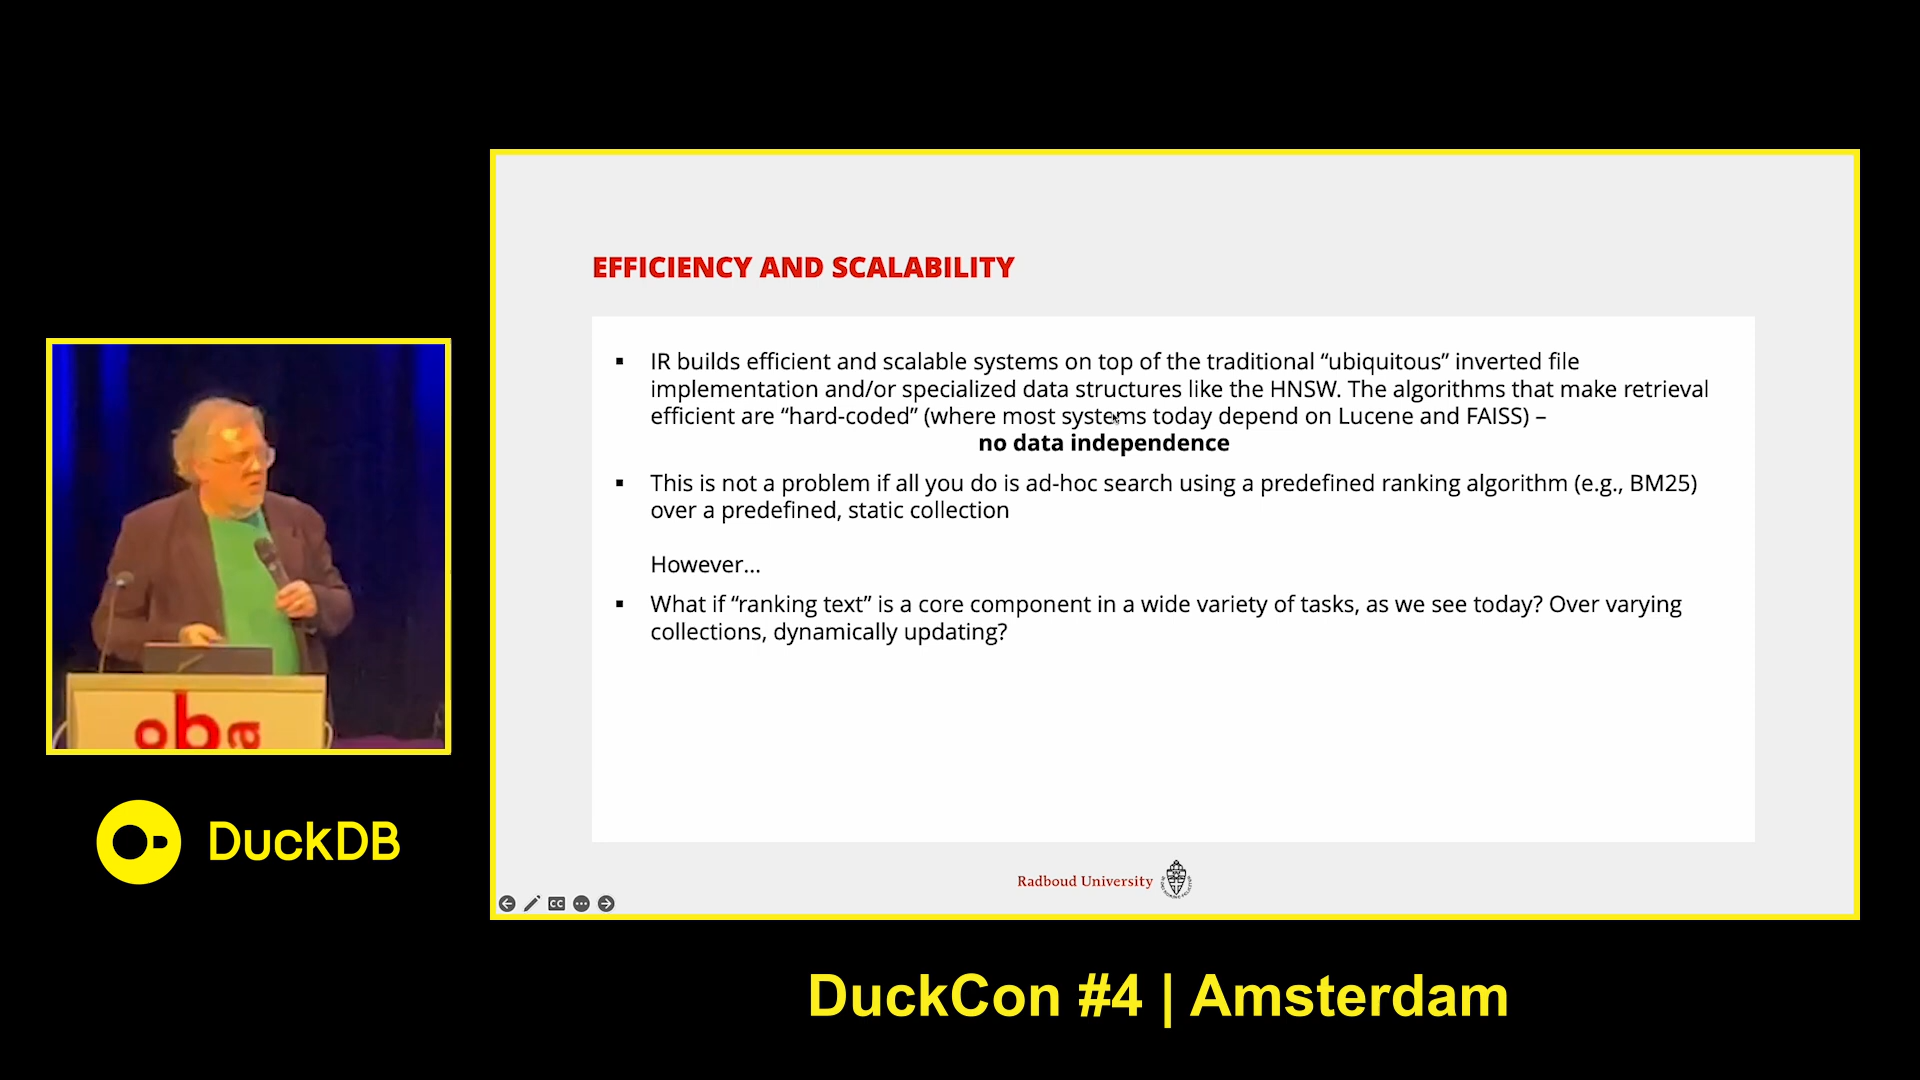 EFFICIENCY AND SCALABILITY
▪ IR builds efficient and scalable systems on top of the traditional “ubiquitous” inverted file
implementation and/or specialized data structures like the HNSW. The algorithms that make retrieval
efficient are “hard-coded” (where most systems today depend on Lucene and FAISS) –
no data independence
▪ This is not a problem if all you do is ad-hoc search using a predefined ranking algorithm (e.g., BM25)
over a predefined, static collection
However...
▪ What if “ranking text” is a core component in a wide variety of tasks, as we see today? Over varying
collections, dynamically updating?
Radboud University
CC
oba
DuckDB
DuckCon #4 | Amsterdam